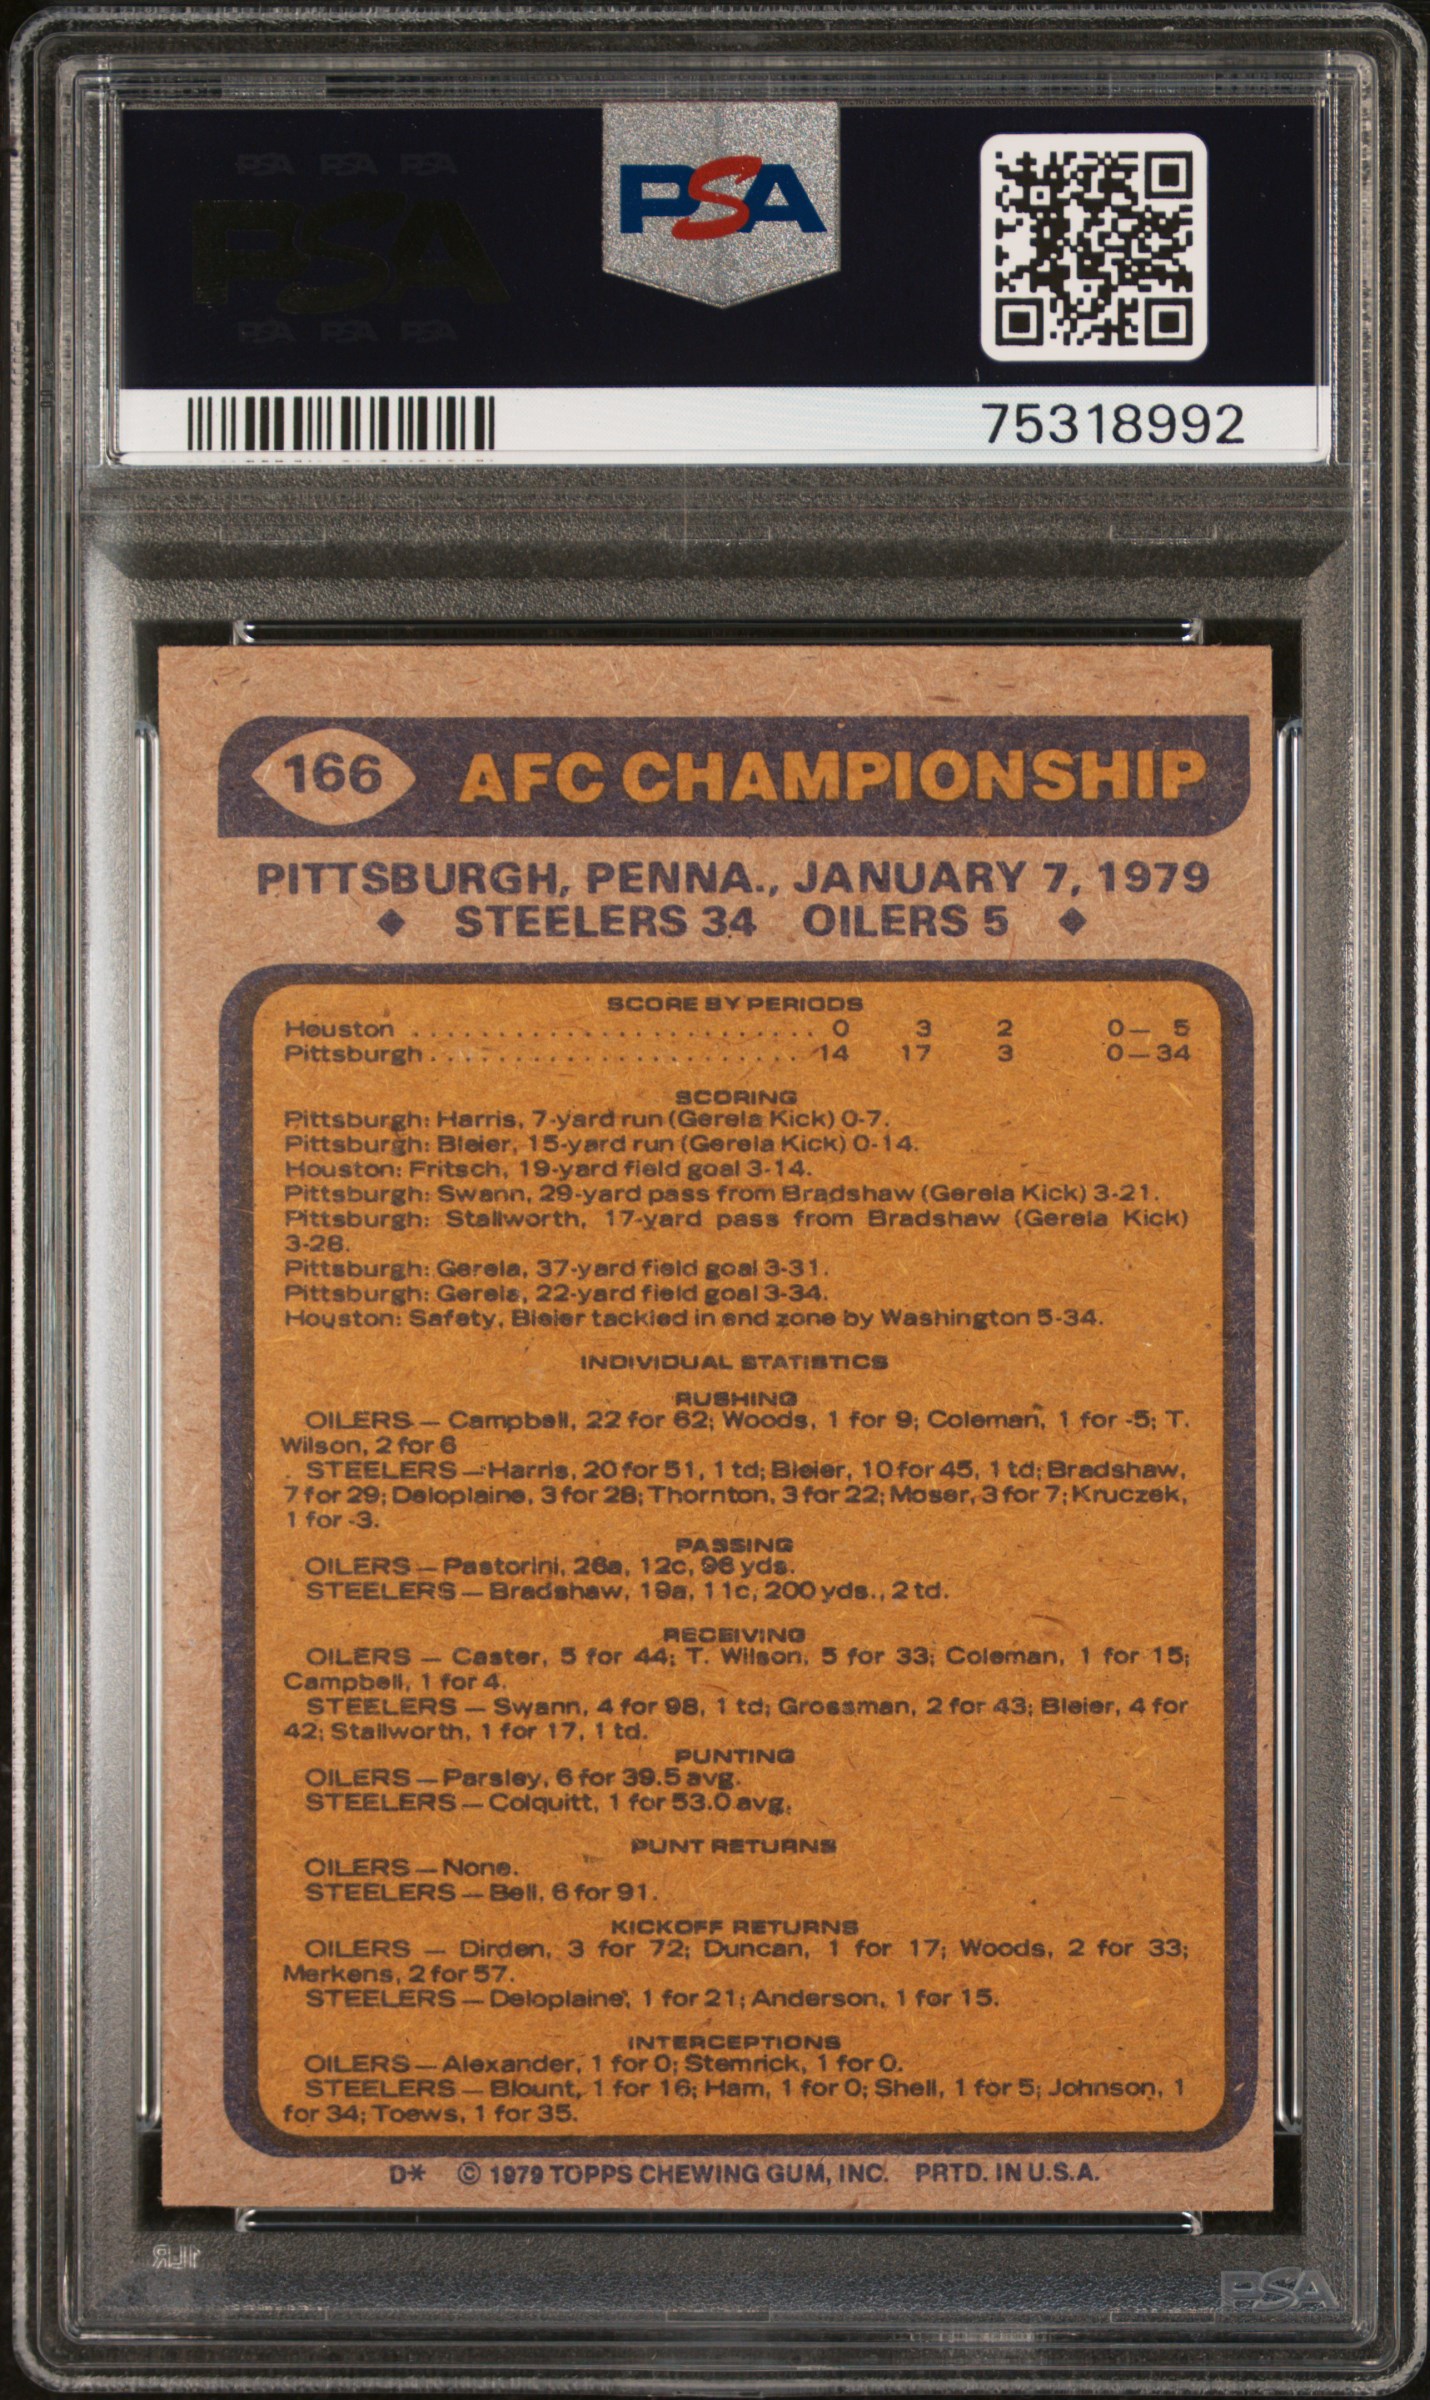 PSA PSA PSA
PSA
PSA PSA PSA
PSA
75318992
166 AFC CHAMPIONSHIP
PITTSBURGH, PENNA., JANUARY 7, 1979
STEELERS 34 OILERS 5
SCORE BY PERIODS
Houston ........................ 0 3 2 0— 5
Pittsburgh ........................ 14 17 3 0—34
SCORING
Pittsburgh: Harris, 7-yard run (Gerela Kick) 0-7.
Pittsburgh: Bleier, 15-yard run (Gerela Kick) 0-14.
Houston: Fritsch, 19-yard field goal 3-14.
Pittsburgh: Swann, 29-yard pass from Bradshaw (Gerela Kick) 3-21.
Pittsburgh: Stallworth, 17-yard pass from Bradshaw (Gerela Kick)
3-28.
Pittsburgh: Gerela, 37-yard field goal 3-31.
Pittsburgh: Gerela, 22-yard field goal 3-34.
Houston: Safety, Bleier tackled in end zone by Washington 5-34.
INDIVIDUAL STATISTICS
RUSHING
OILERS — Campbell, 22 for 62; Woods, 1 for 9; Coleman, 1 for -5; T.
Wilson, 2 for 6
STEELERS — Harris, 20 for 51, 1 td; Bleier, 10 for 45, 1 td; Bradshaw,
7 for 29; Deloplaine, 3 for 28; Thornton, 3 for 22; Moser, 3 for 7; Kruczek,
1 for -3.
PASSING
OILERS — Pastorini, 26a, 12c, 96 yds.
STEELERS — Bradshaw, 19a, 11c, 200 yds., 2 td.
RECEIVING
OILERS — Caster, 5 for 44; T. Wilson, 5 for 33; Coleman, 1 for 15;
Campbell, 1 for 4.
STEELERS — Swann, 4 for 98, 1 td; Grossman, 2 for 43; Bleier, 4 for
42; Stallworth, 1 for 17, 1 td.
PUNTING
OILERS — Parsley, 6 for 39.5 avg.
STEELERS — Colquitt, 1 for 53.0 avg.
PUNT RETURNS
OILERS — None.
STEELERS — Bell, 6 for 91.
KICKOFF RETURNS
OILERS — Dirden, 3 for 72; Duncan, 1 for 17; Woods, 2 for 33;
Merkens, 2 for 57.
STEELERS — Deloplaine, 1 for 21; Anderson, 1 for 15.
INTERCEPTIONS
OILERS — Alexander, 1 for 0; Stemrick, 1 for 0.
STEELERS — Blount, 1 for 16; Ham, 1 for 0; Shell, 1 for 5; Johnson, 1
for 34; Toews, 1 for 35.
D* © 1979 TOPPS CHEWING GUM, INC. PRTD. IN U.S.A.
PSA